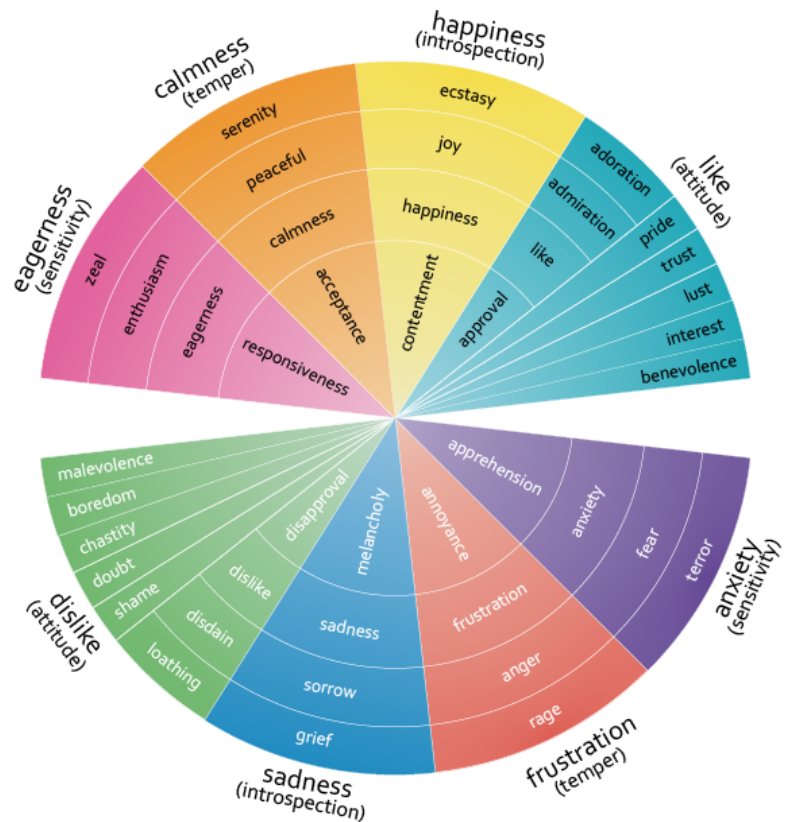 happiness
(introspection)
calmness
(temper)
like
(attitude)
eagerness
(sensitivity)
ecstasy
joy
happiness
contentment
serenity
peaceful
calmness
acceptance
zeal
enthusiasm
eagerness
responsiveness
adoration
admiration
like
approval
pride
trust
lust
interest
benevolence
malevolence
boredom
chastity
doubt
shame
disapproval
dislike
disdain
loathing
melancholy
sadness
sorrow
grief
annoyance
frustration
anger
rage
apprehension
anxiety
fear
terror
dislike
(attitude)
sadness
(introspection)
frustration
(temper)
anxiety
(sensitivity)